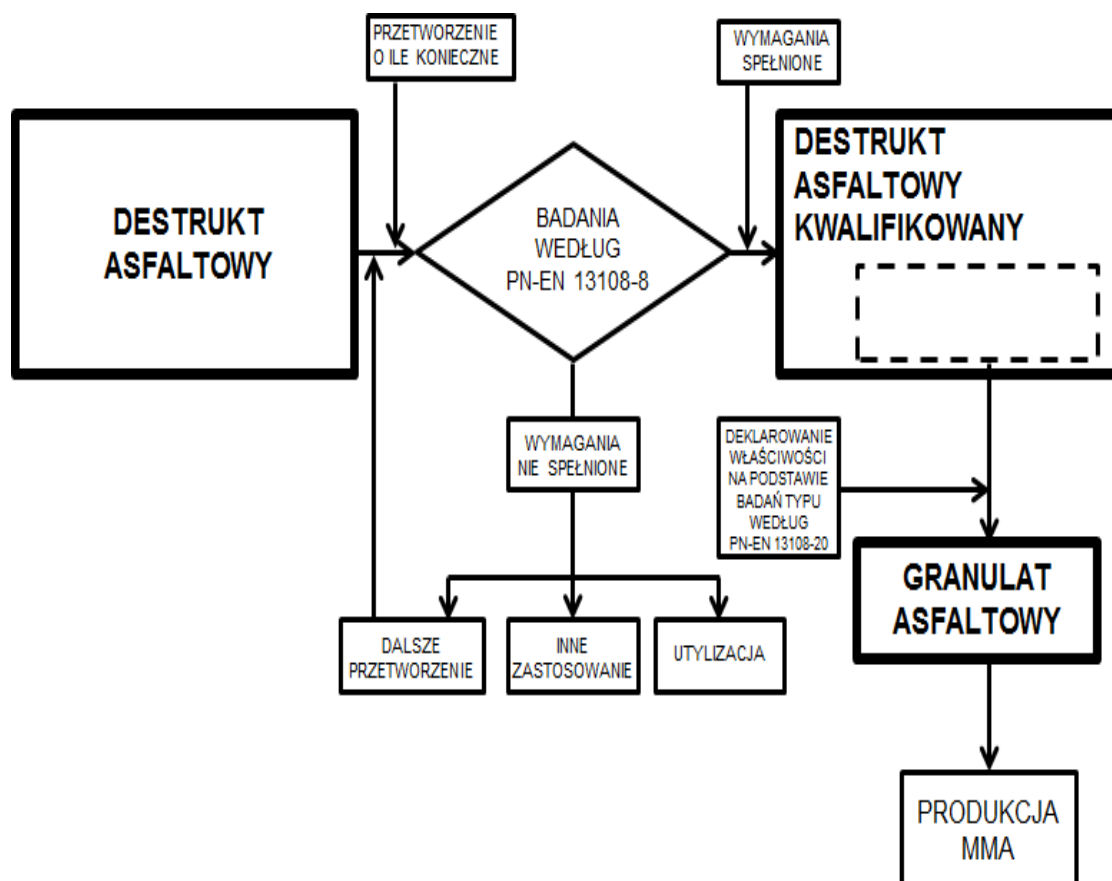 PRZETWORZENIE
O ILE KONIECZNE
WYMAGANIA
SPEŁNIONE
DESTRUKT
ASFALTOWY
BADANIA
WEDŁUG
PN-EN 13108-8
DESTRUKT
ASFALTOWY
KWALIFIKOWANY
WYMAGANIA
NIE SPEŁNIONE
DEKLAROWANIE
WŁAŚCIWOŚCI
NA PODSTAWIE
BADAŃ TYPU
WEDŁUG
PN-EN 13108-20
GRANULAT
ASFALTOWY
DALSZE
PRZETWORZENIE
INNE
ZASTOSOWANIE
UTYLIZACJA
PRODUKCJA
MMA